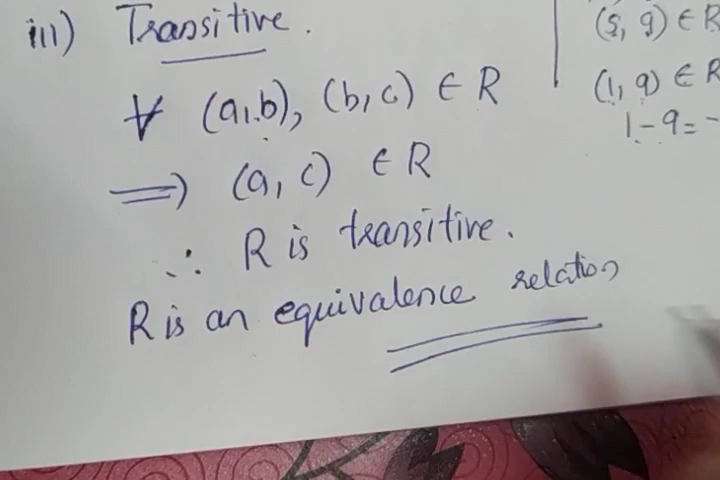 iii) Transitive.
∀ (a,b), (b,c) ∈ R
⟹ (a, c) ∈ R
∴ R is transitive.
R is an equivalence relation
(5, 9) ∈ R
(1, 9) ∈ R
1-9=-